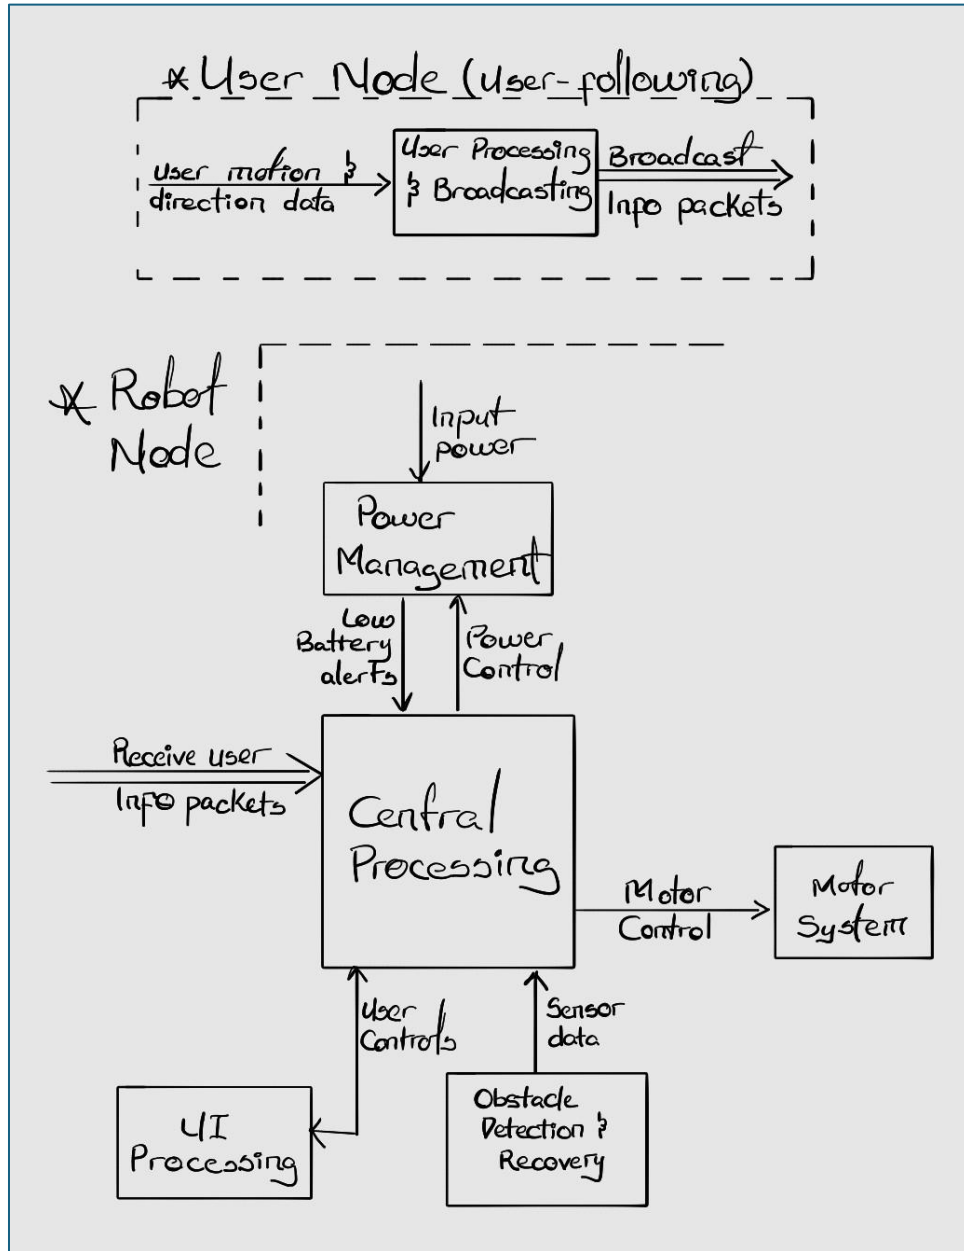 * User Node (user-following)
User motion &
direction data
User Processing
& Broadcasting
Broadcast
Info packets
* Robot
Node
Input
power
Power
Management
Low
Battery
alerts
Power
Control
Receive user
Info packets
Central
Processing
Motor
Control
Motor
System
User
Controls
Sensor
data
UI
Processing
Obstacle
Detection &
Recovery